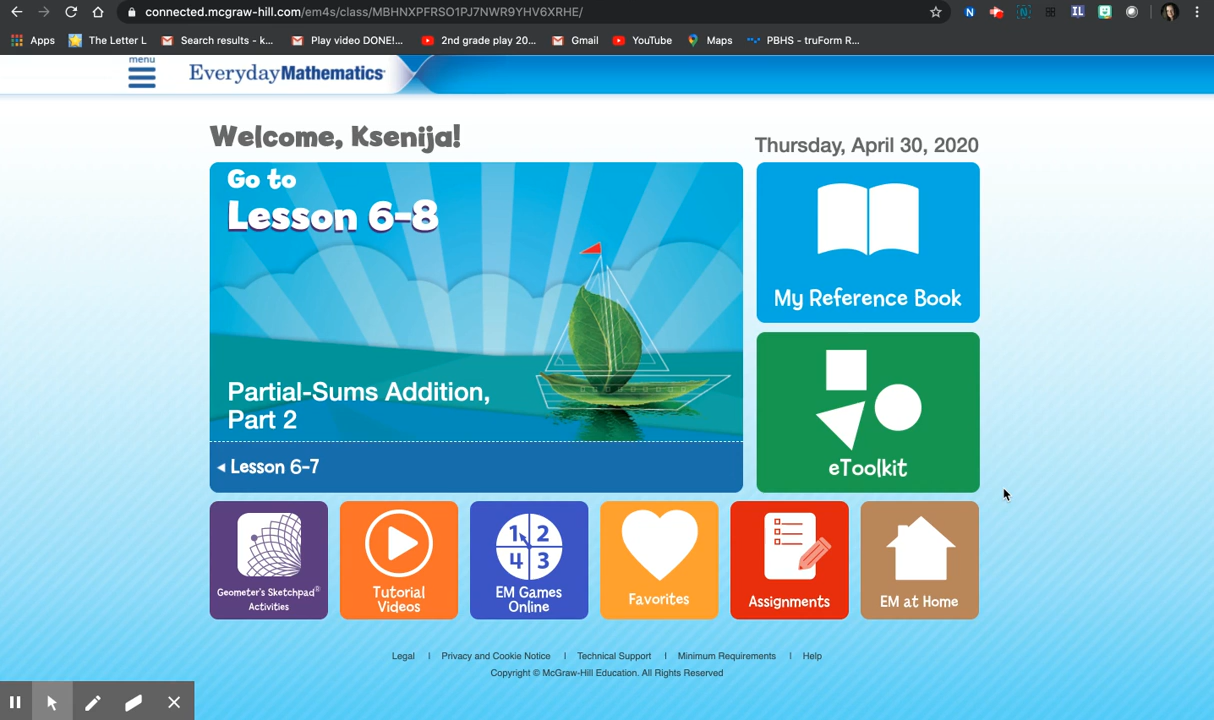 connected.mcgraw-hill.com/em4s/class/MBHNXPFRSO1PJ7NWR9YHV6XRHE/
Apps The Letter L Search results - k... Play video DONE!... 2nd grade play 20... Gmail YouTube Maps PBHS - truForm R...
menu
EverydayMathematics
Welcome, Ksenija!
Thursday, April 30, 2020
Go to
Lesson 6-8
Partial-Sums Addition,
Part 2
Lesson 6-7
My Reference Book
eToolkit
Geometer's Sketchpad®
Activities
Tutorial
Videos
1 2
4 3
EM Games
Online
Favorites
Assignments
EM at Home
Legal | Privacy and Cookie Notice | Technical Support | Minimum Requirements | Help
Copyright © McGraw-Hill Education. All Rights Reserved